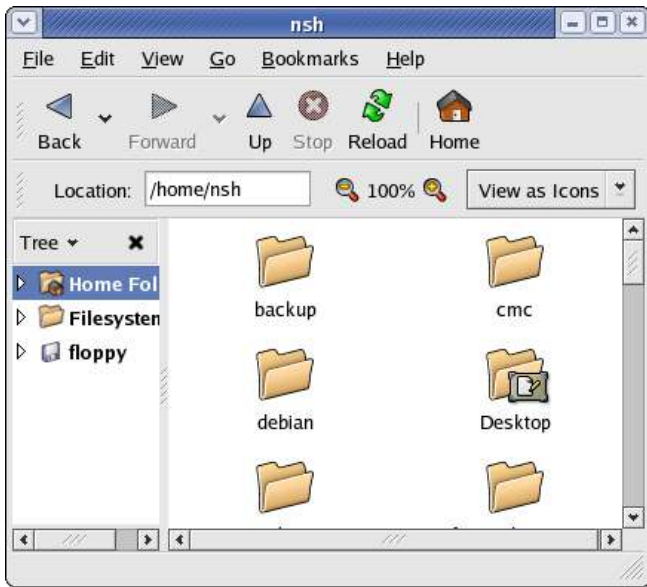 nsh
File Edit View Go Bookmarks Help
Back Forward Up Stop Reload Home
Location: /home/nsh 100% View as Icons
Tree
Home Fol
Filesysten
floppy
backup cmc
debian Desktop